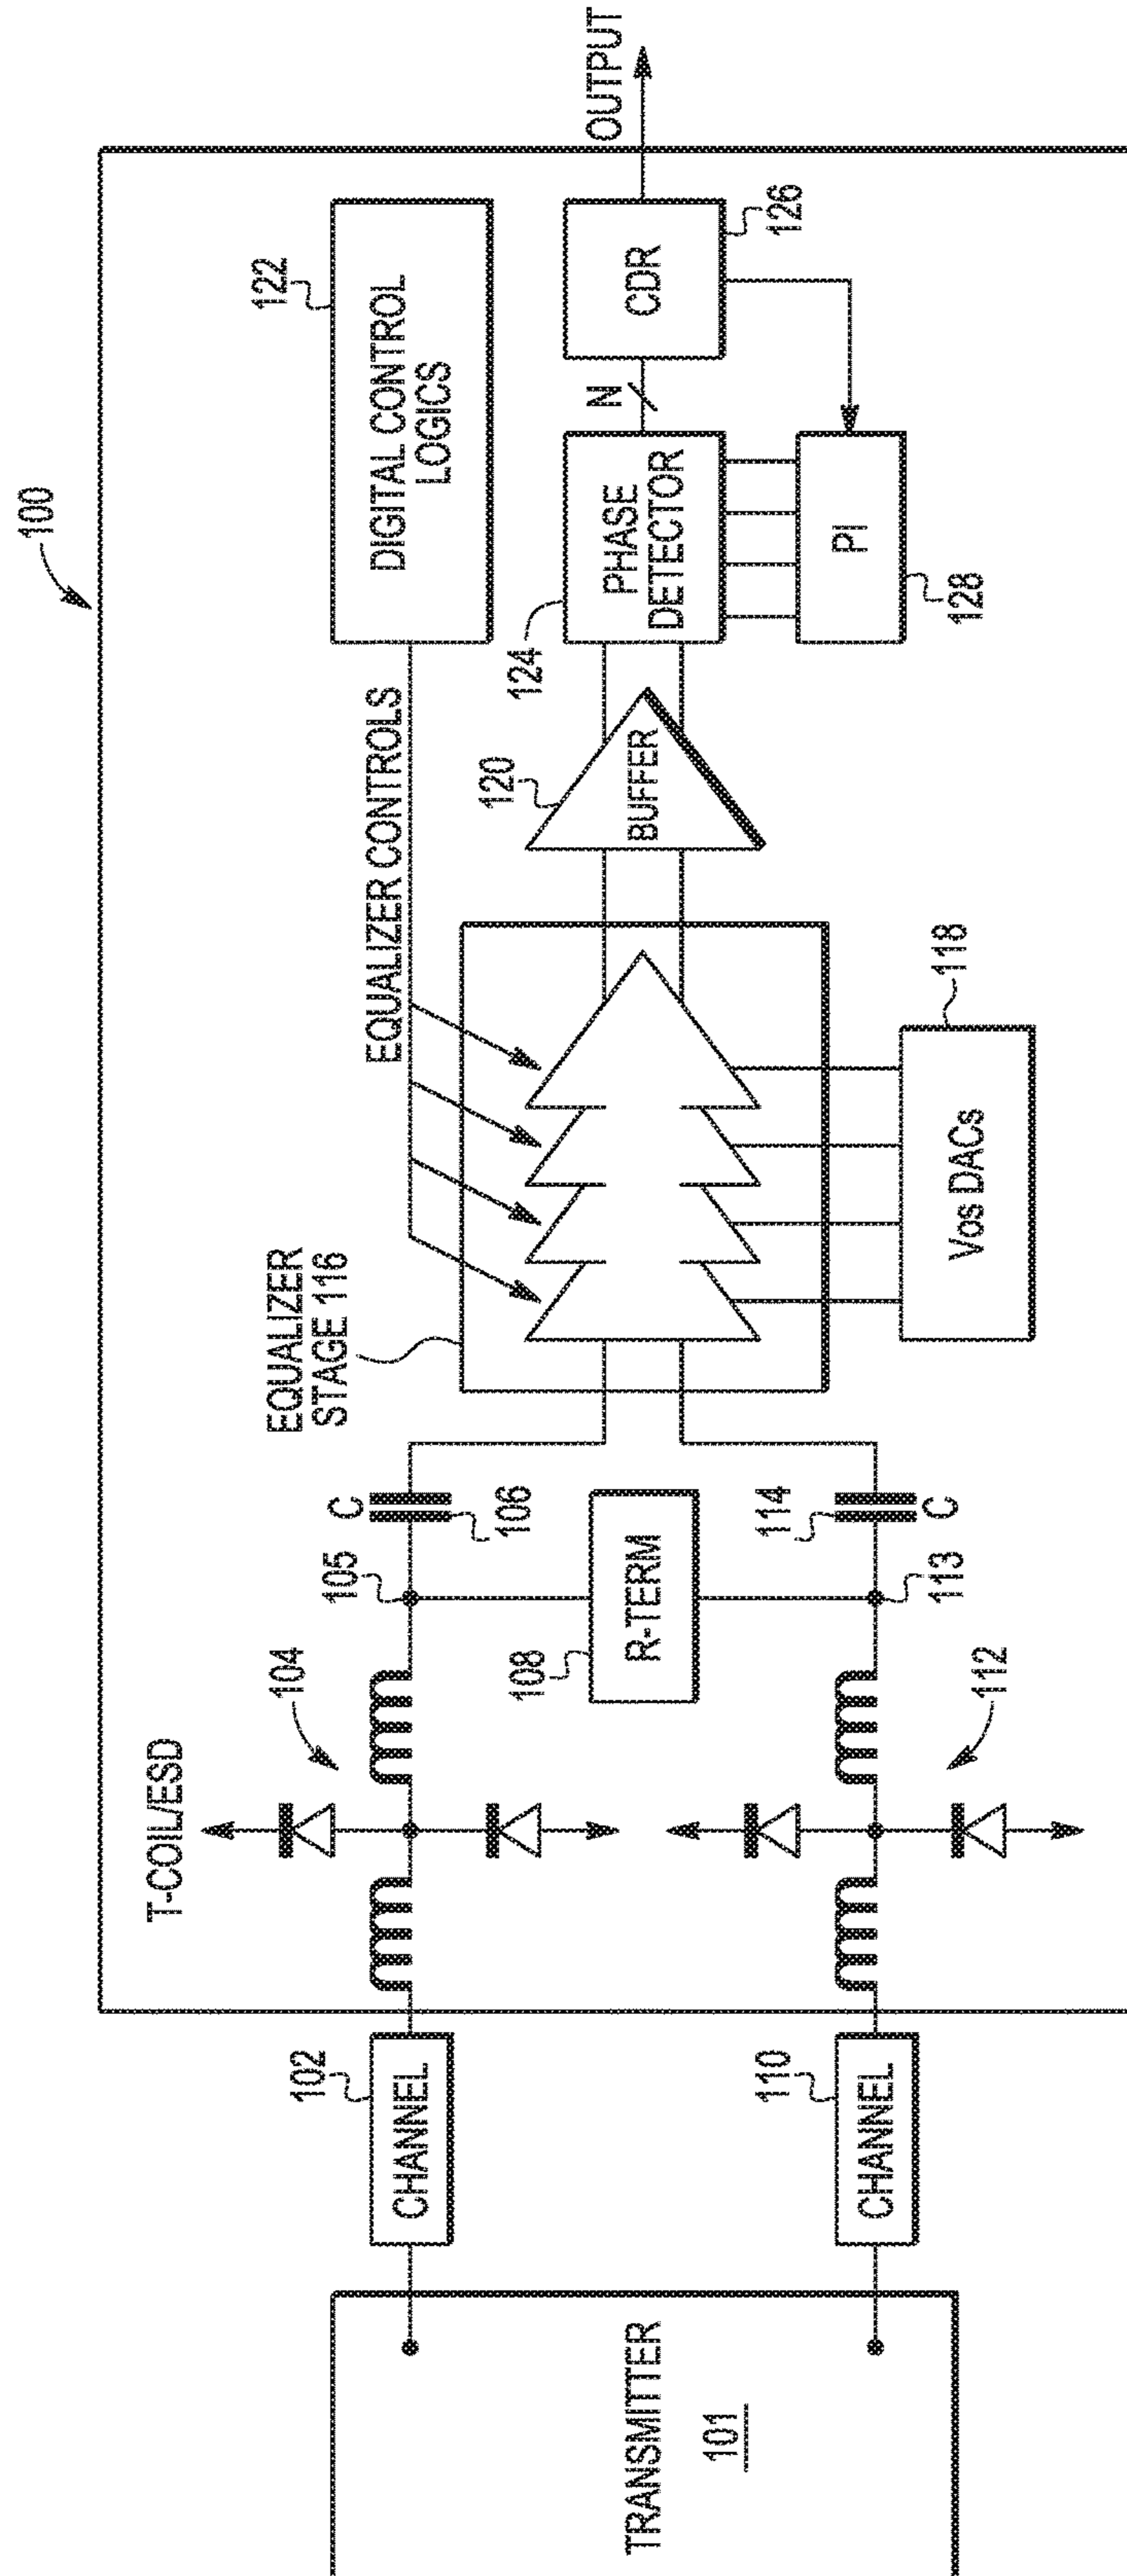 100
T-COIL/ESD
TRANSMITTER
101
102
CHANNEL
110
CHANNEL
104
105
C
106
108
R-TERM
112
113
114
C
EQUALIZER
STAGE 116
EQUALIZER CONTROLS
Vos DACs
118
120
BUFFER
122
DIGITAL CONTROL
LOGICS
124
PHASE
DETECTOR
N
CDR
126
PI
128
OUTPUT